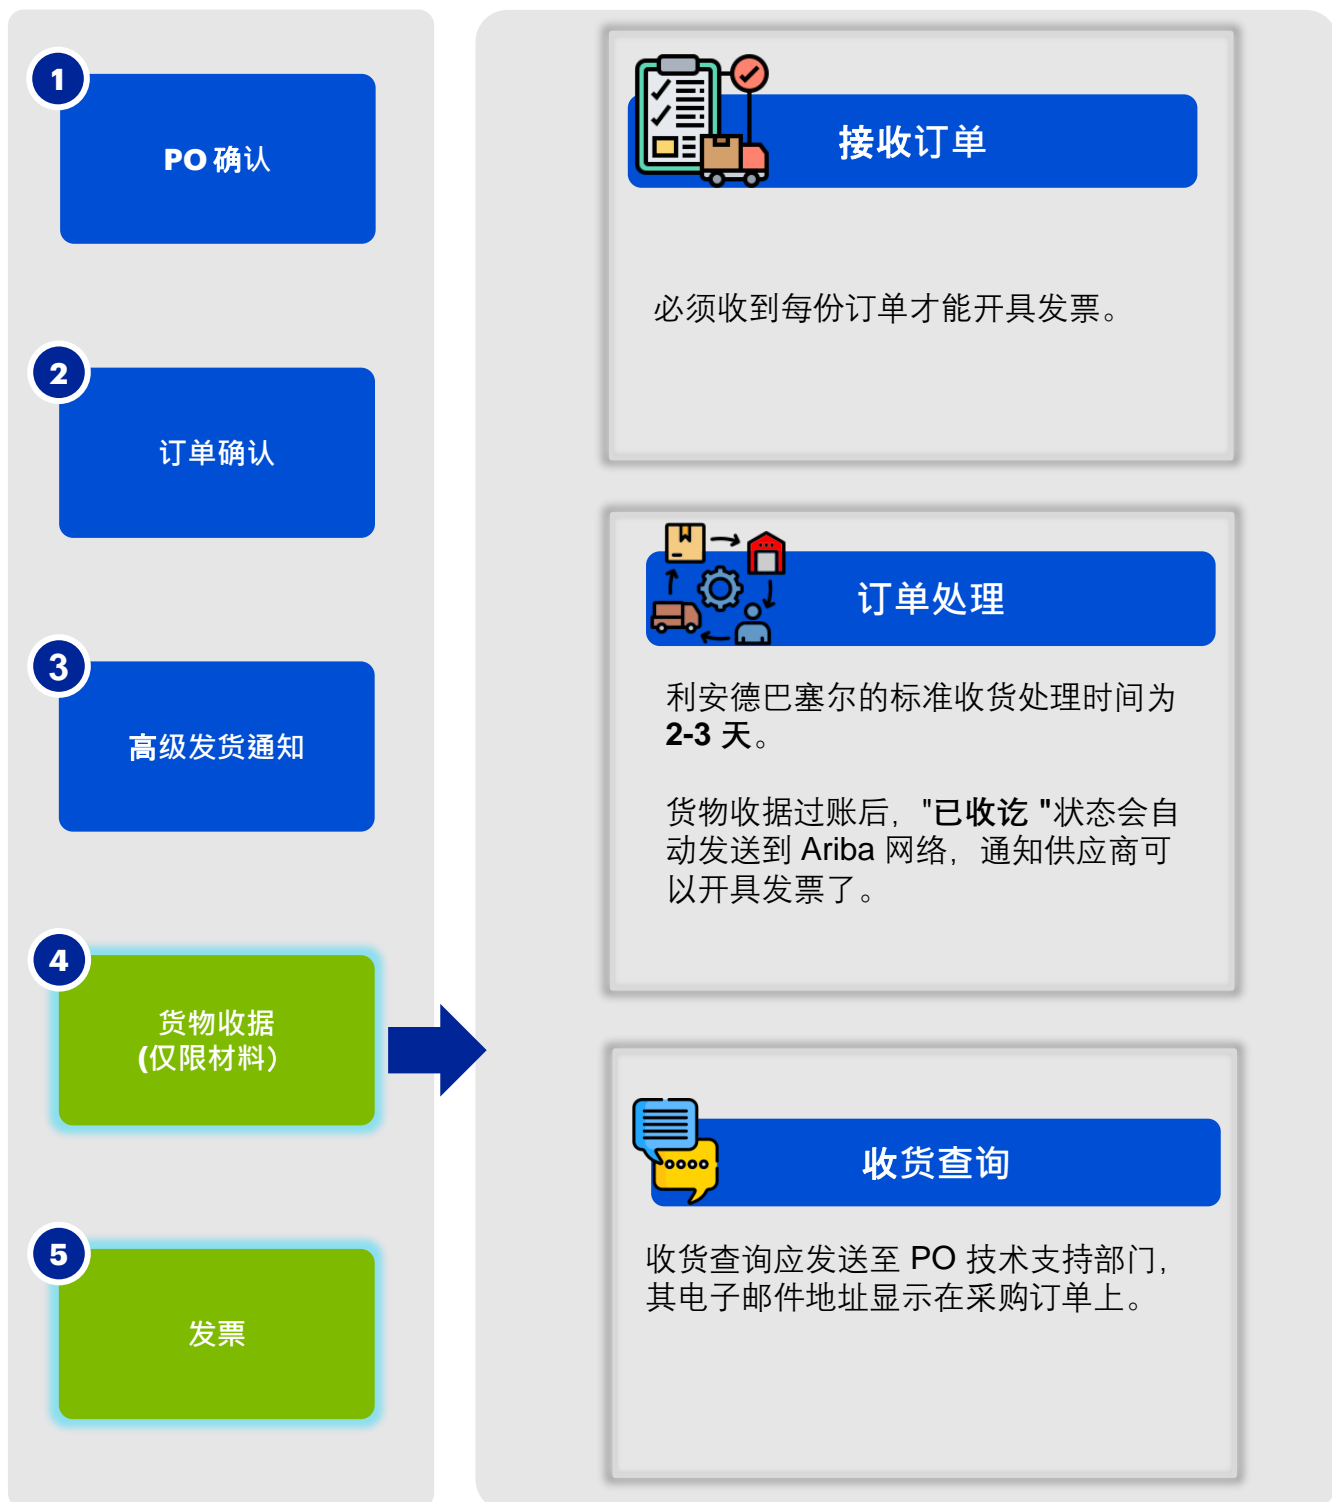 1
PO 确认
2
订单确认
3
高级发货通知
4
货物收据
(仅限材料）
5
发票
接收订单
必须收到每份订单才能开具发票。
订单处理
利安德巴塞尔的标准收货处理时间为
2-3 天。
货物收据过账后，"已收讫 "状态会自
动发送到 Ariba 网络，通知供应商可
以开具发票了。
收货查询
收货查询应发送至 PO 技术支持部门，
其电子邮件地址显示在采购订单上。